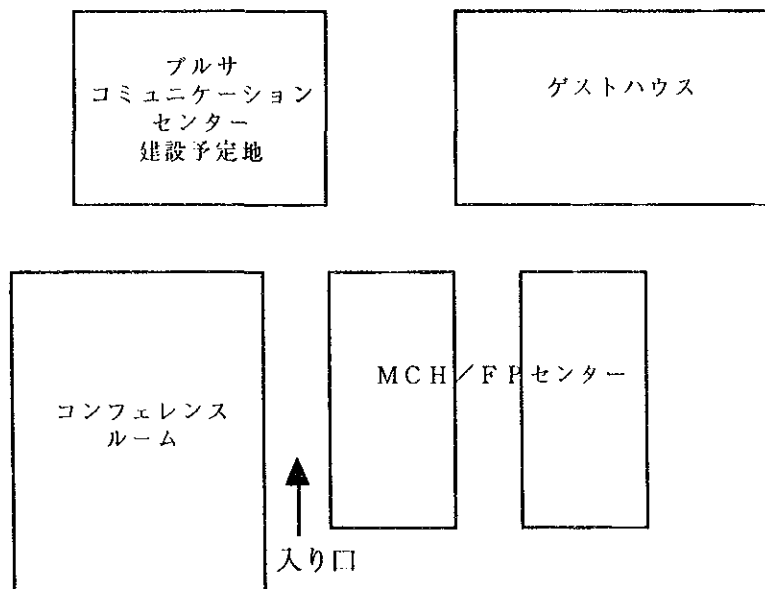 ブルサ
コミュニケーション
センター
建設予定地
ゲストハウス
MCH/FPセンター
コンフェレンス
ルーム
入り口